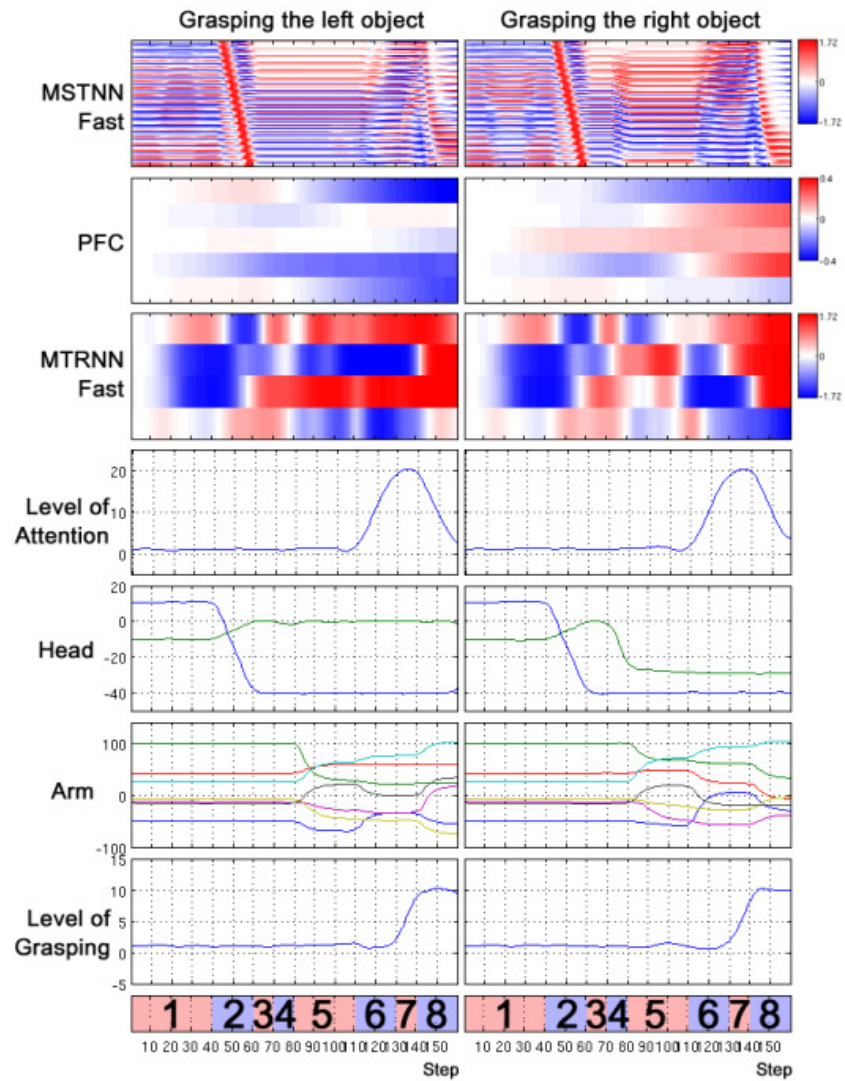 Grasping the left object
Grasping the right object
MSTNN
Fast
1.72
0
-1.72
PFC
0.4
0
-0.4
MTRNN
Fast
1.72
0
-1.72
Level of
Attention
20
10
0
Head
20
0
-20
-40
Arm
100
0
-100
Level of
Grasping
15
10
5
0
-5
1 2 3 4 5 6 7 8
1 2 3 4 5 6 7 8
10 20 30 40 50 60 70 80 90 100 110 120 130 140 150
10 20 30 40 50 60 70 80 90 100 110 120 130 140 150
Step
Step